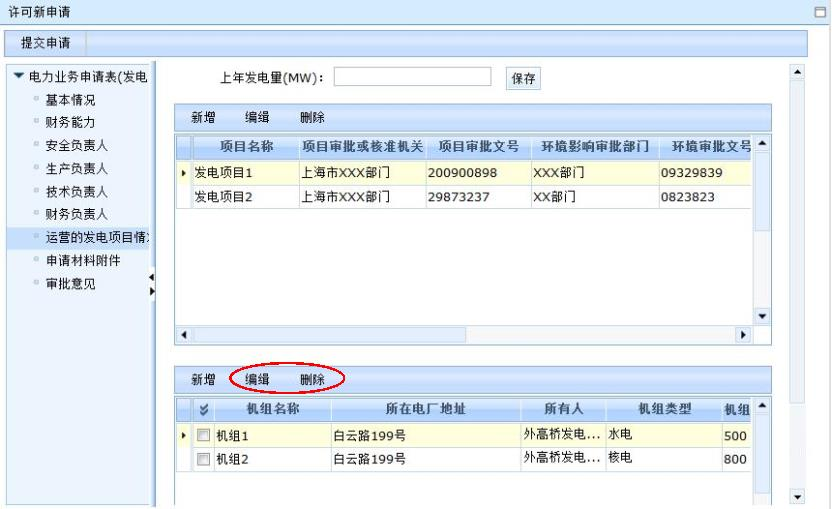 许可新申请
提交申请
电力业务申请表(发电
基本情况
财务能力
安全负责人
生产负责人
技术负责人
财务负责人
运营的发电项目情
申请材料附件
审批意见
上年发电量(MW)： 保存
新增 编缉 删除
项目名称 项目审批或核准机关 项目审批文号 环境影响审批部门 环境审批文号
发电项目1 上海市XXX部门 200900898 XXX部门 09329839
发电项目2 上海市XXX部门 29873237 XX部门 0823823
新增 编缉 删除
机组名称 所在电厂地址 所有人 机组类型 机组
机组1 白云路199号 外高桥发电... 水电 500
机组2 白云路199号 外高桥发电... 核电 800